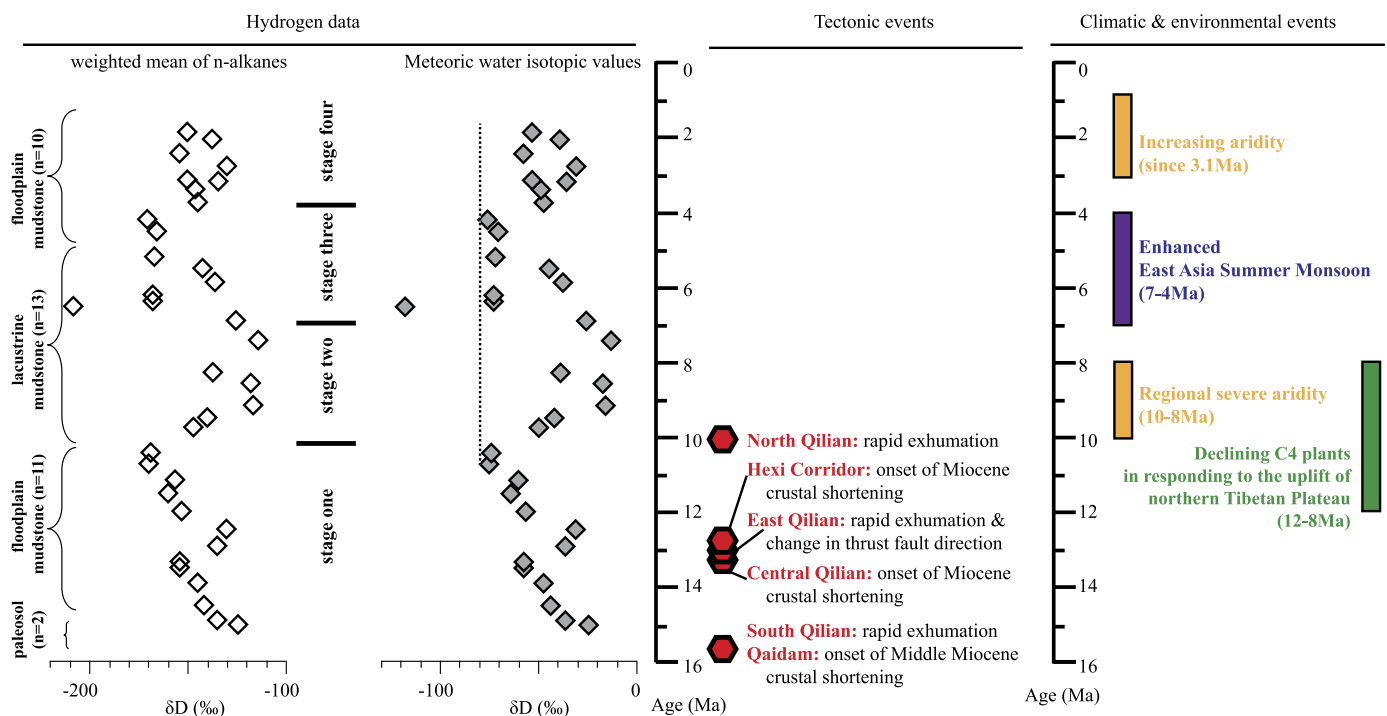 Hydrogen data
Tectonic events
Climatic & environmental events
weighted mean of n-alkanes
Meteoric water isotopic values
floodplain
mudstone (n=10)
lacustrine
mudstone (n=13)
floodplain
mudstone (n=11)
paleosol
(n=2)
stage four
stage three
stage two
stage one
-200
-100
δD (‰)
-100
0
δD (‰)
0
2
4
6
8
10
12
14
16
Age (Ma)
North Qilian: rapid exhumation
Hexi Corridor: onset of Miocene
crustal shortening
East Qilian: rapid exhumation &
change in thrust fault direction
Central Qilian: onset of Miocene
crustal shortening
South Qilian: rapid exhumation
Qaidam: onset of Middle Miocene
crustal shortening
0
2
4
6
8
10
12
14
16
Age (Ma)
Increasing aridity
(since 3.1Ma)
Enhanced
East Asia Summer Monsoon
(7-4Ma)
Regional severe aridity
(10-8Ma)
Declining C4 plants
in responding to the uplift of
northern Tibetan Plateau
(12-8Ma)